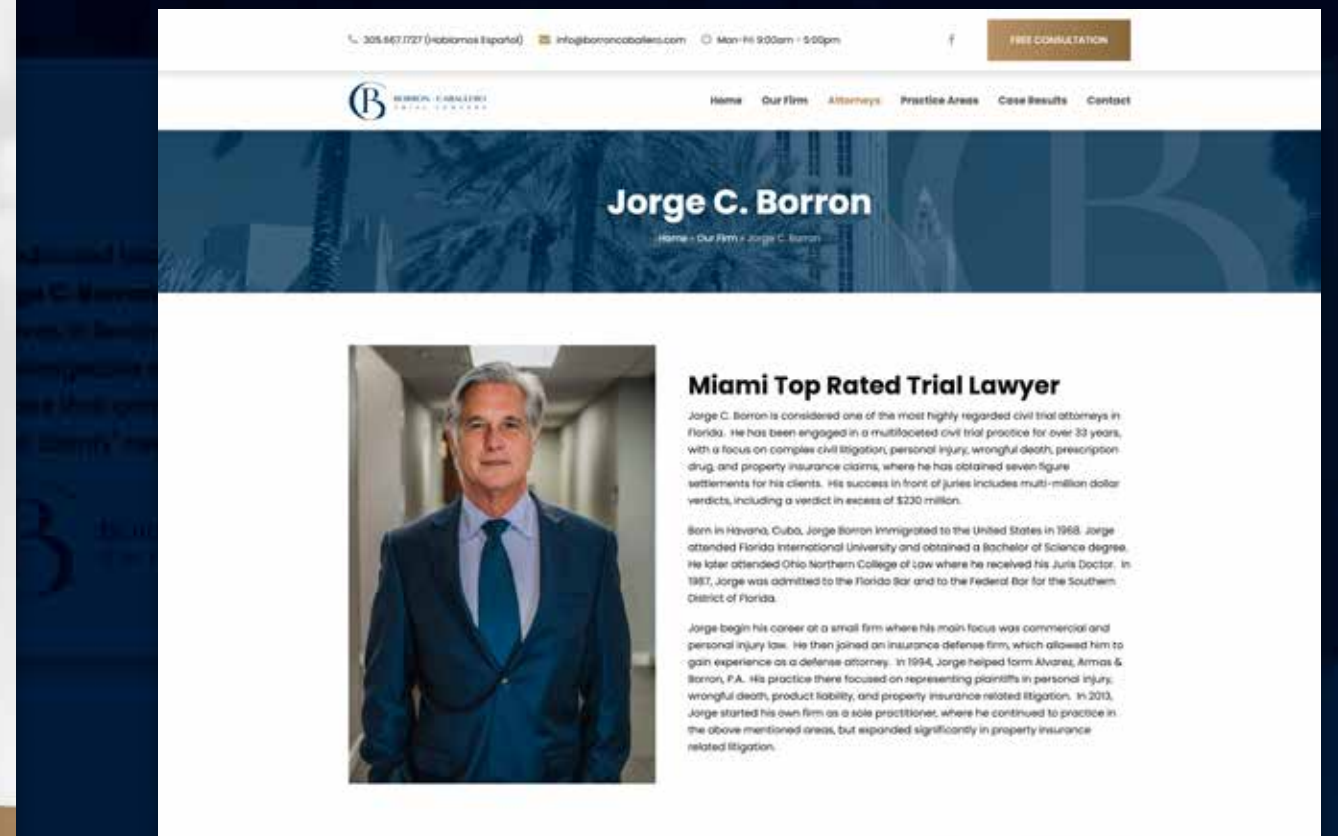 305.667.1727 (Hablamos Español) info@borroncaballero.com Mon-Fri 9:00am - 5:00pm f FREE CONSULTATION
CB BORRON · CABALLERO
TRIAL LAWYERS
Home Our Firm Attorneys Practice Areas Case Results Contact
Jorge C. Borron
Home » Our Firm » Jorge C. Borron
Miami Top Rated Trial Lawyer
Jorge C. Borron is considered one of the most highly regarded civil trial attorneys in
Florida. He has been engaged in a multifaceted civil trial practice for over 33 years,
with a focus on complex civil litigation, personal injury, wrongful death, prescription
drug, and property insurance claims, where he has obtained seven figure
settlements for his clients. His success in front of juries includes multi-million dollar
verdicts, including a verdict in excess of $230 million.
Born in Havana, Cuba, Jorge Borron immigrated to the United States in 1968. Jorge
attended Florida International University and obtained a Bachelor of Science degree.
He later attended Ohio Northern College of Law where he received his Juris Doctor. In
1987, Jorge was admitted to the Florida Bar and to the Federal Bar for the Southern
District of Florida.
Jorge begin his career at a small firm where his main focus was commercial and
personal injury law. He then joined an insurance defense firm, which allowed him to
gain experience as a defense attorney. In 1994, Jorge helped form Alvarez, Armas &
Borron, P.A. His practice there focused on representing plaintiffs in personal injury,
wrongful death, product liability, and property insurance related litigation. In 2013,
Jorge started his own firm as a sole practitioner, where he continued to practice in
the above mentioned areas, but expanded significantly in property insurance
related litigation.